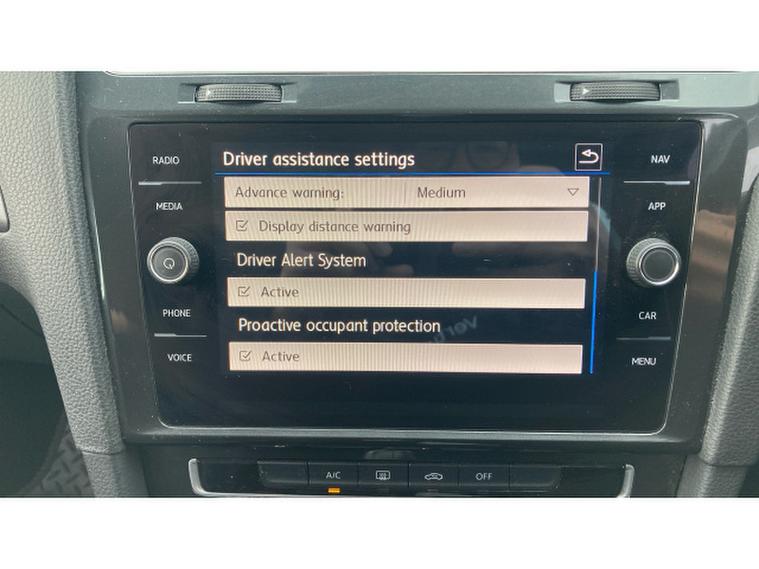 RADIO
MEDIA
PHONE
VOICE
Driver assistance settings
Advance warning: Medium
Display distance warning
Driver Alert System
Active
Proactive occupant protection
Active
NAV
APP
CAR
MENU
A/C
OFF